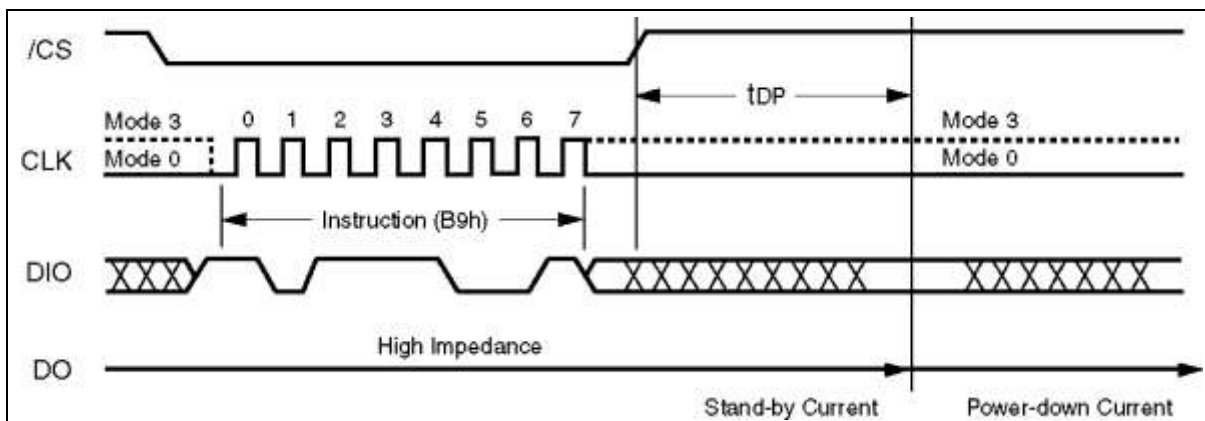 /CS
tDP
Mode 3 0 1 2 3 4 5 6 7 Mode 3
CLK Mode 0 Mode 0
Instruction (B9h)
DIO
High Impedance
DO
Stand-by Current Power-down Current